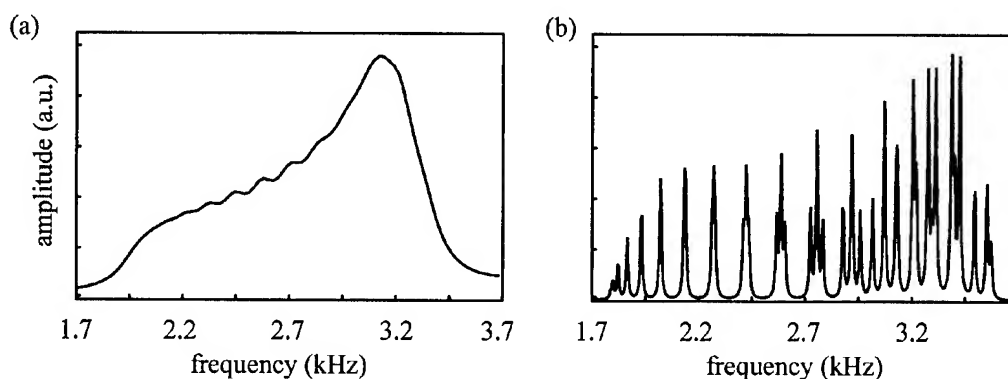 (a)
amplitude (a.u.)
1.7 2.2 2.7 3.2 3.7
frequency (kHz)
(b)
1.7 2.2 2.7 3.2
frequency (kHz)